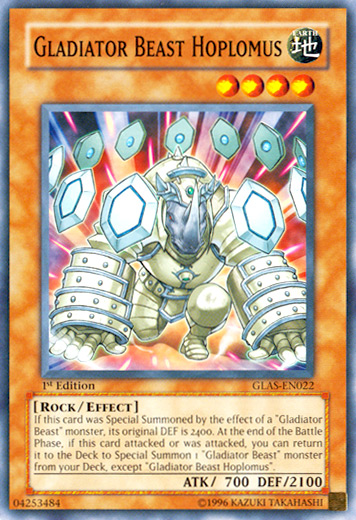 GLADIATOR BEAST HOPLOMUS
EARTH
地
1st Edition
GLAS-EN022
[ROCK/EFFECT]
If this card was Special Summoned by the effect of a "Gladiator
Beast" monster, its original DEF is 2400. At the end of the Battle
Phase, if this card attacked or was attacked, you can return
it to the Deck to Special Summon 1 "Gladiator Beast" monster
from your Deck, except "Gladiator Beast Hoplomus".
ATK/ 700 DEF/2100
04253484
©1996 KAZUKI TAKAHASHI